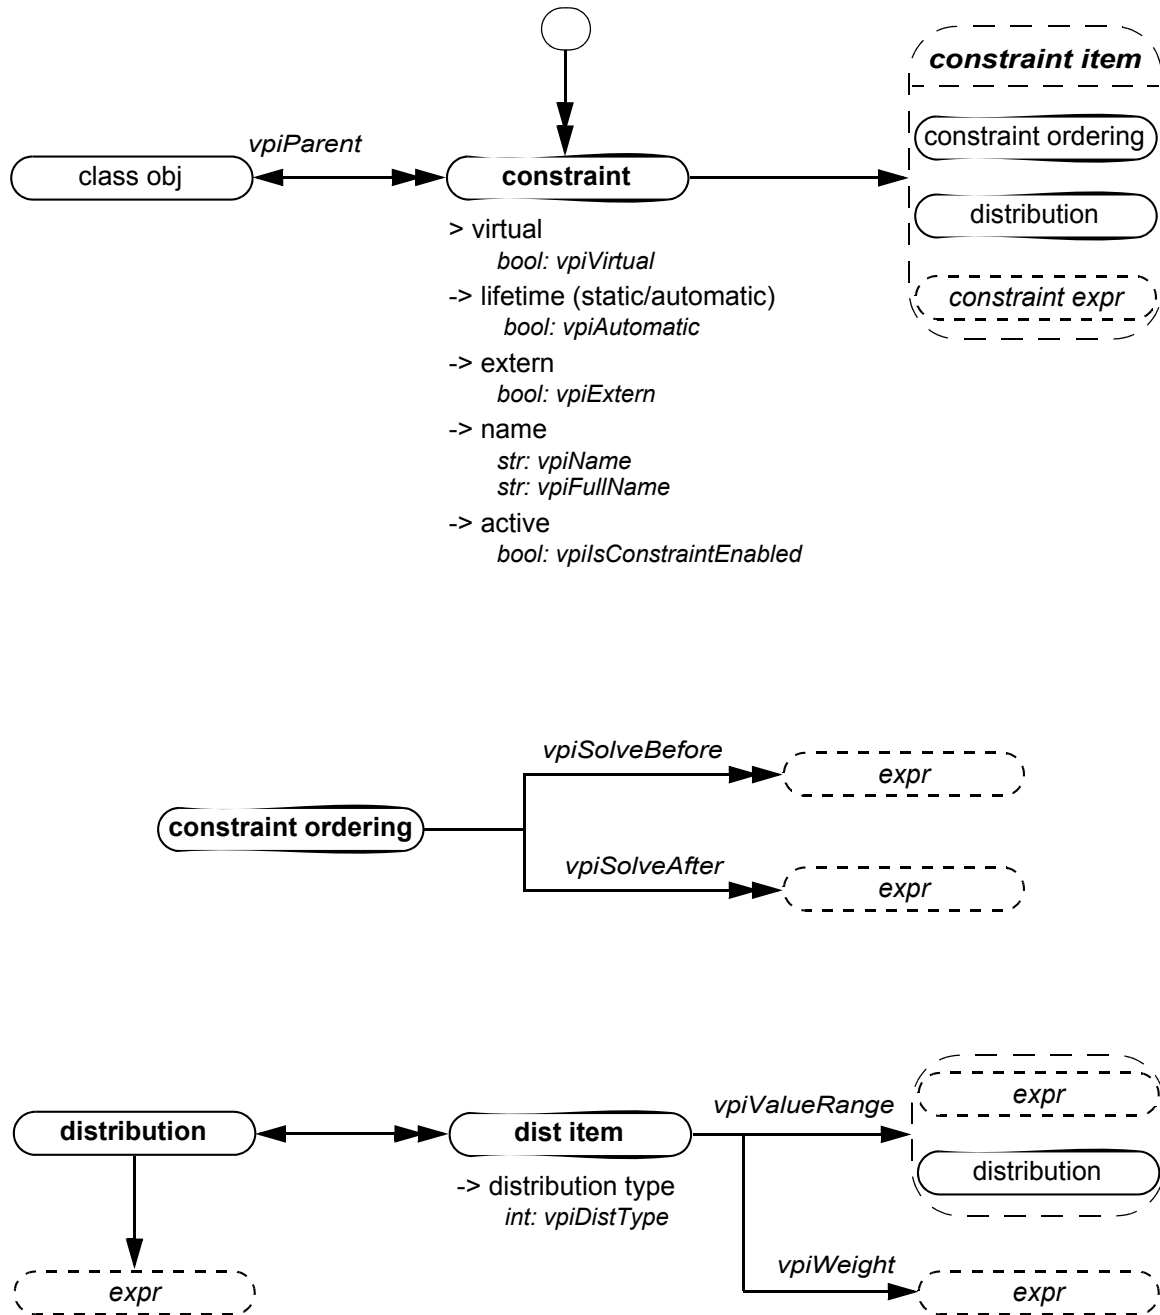 constraint item
constraint ordering
vpiParent
class obj
constraint
distribution
> virtual
bool: vpiVirtual
-> lifetime (static/automatic)
bool: vpiAutomatic
constraint expr
-> extern
bool: vpiExtern
-> name
str: vpiName
str: vpiFullName
-> active
bool: vpiIsConstraintEnabled
vpiSolveBefore
expr
constraint ordering
vpiSolveAfter
expr
vpiValueRange
expr
distribution
dist item
distribution
-> distribution type
int: vpiDistType
vpiWeight
expr
expr